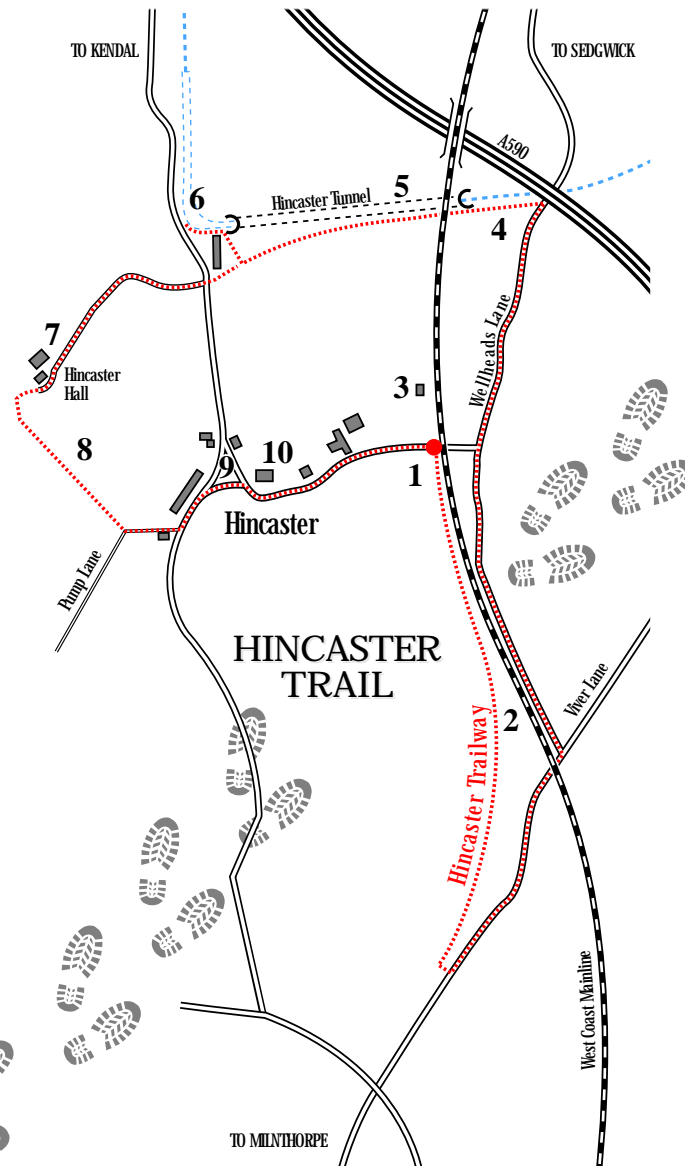 TO KENDAL
TO SEDGWICK
A590
5
6
Hincaster Tunnel
4
7
Wellheads Lane
Hincaster
Hall
3
8
9
10
1
Hincaster
Pump Lane
HINCASTER
TRAIL
Viver Lane
2
Hincaster Trailway
West Coast Mainline
TO MILNTHORPE